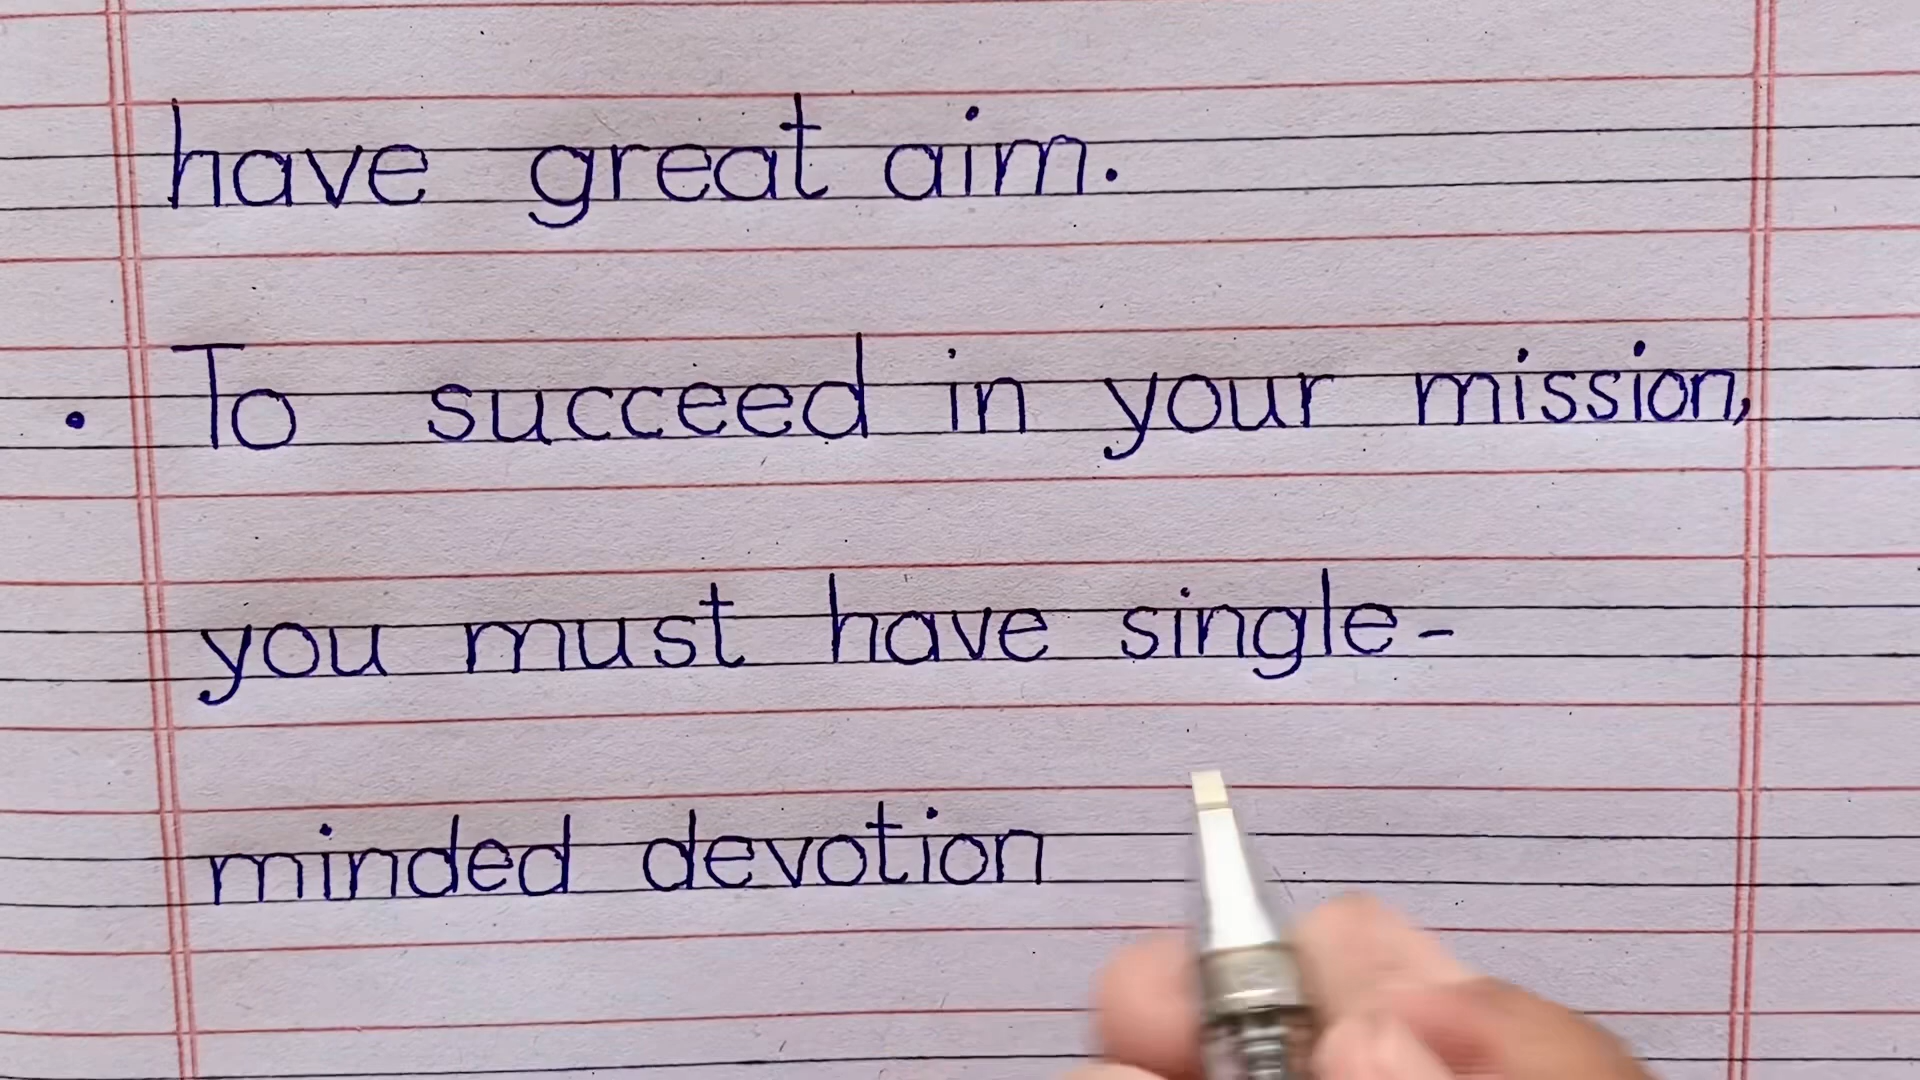 have great aim.
• To succeed in your mission,
you must have single-
minded devotion